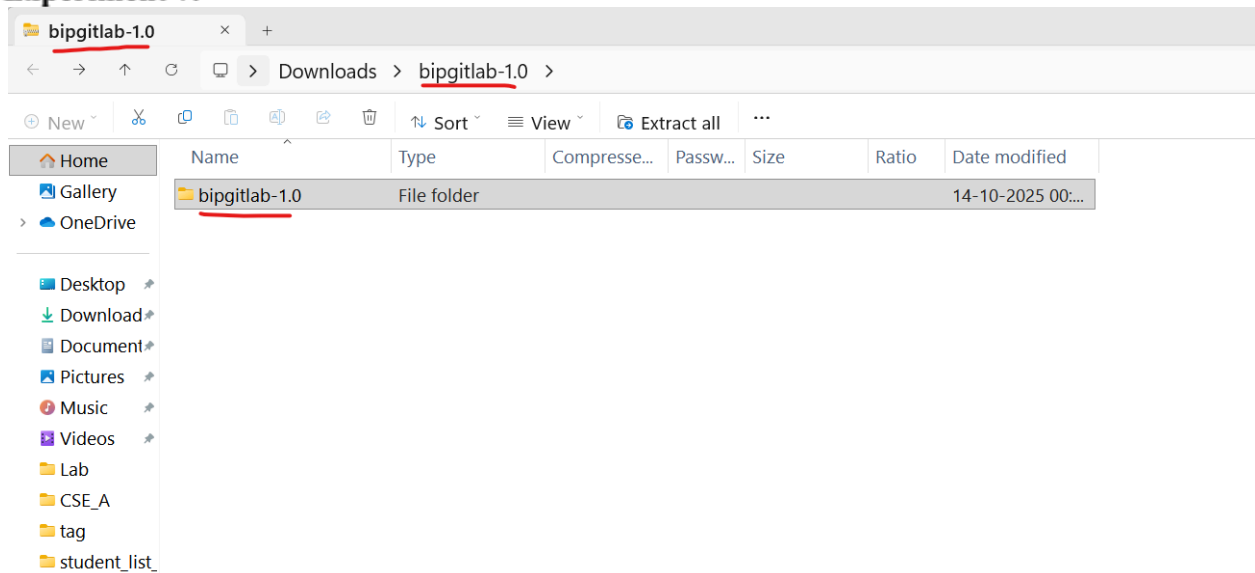 bipgitlab-1.0 × +
> Downloads > bipgitlab-1.0 >
New Sort View Extract all ...
Home
Gallery
OneDrive
Desktop
Download
Document
Pictures
Music
Videos
Lab
CSE_A
tag
student_list_
Name Type Compresse... Passw... Size Ratio Date modified
bipgitlab-1.0 File folder 14-10-2025 00:...